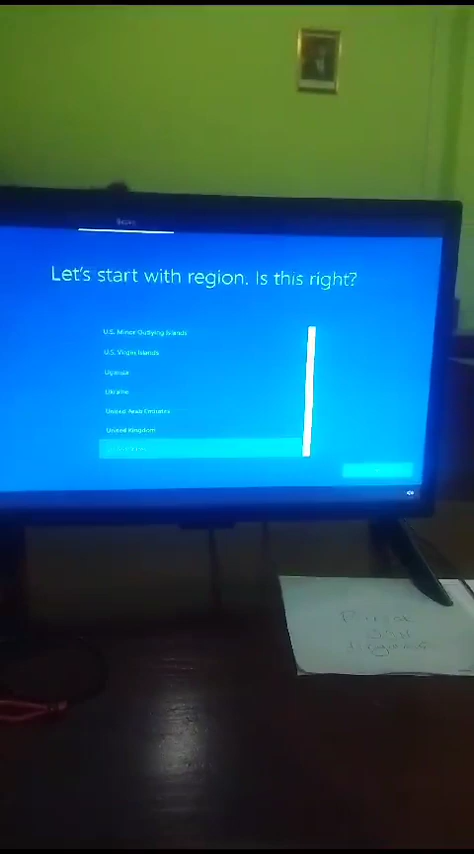 Basics
Let's start with region. Is this right?
U.S. Minor Outlying Islands
U.S. Virgin Islands
Uganda
Ukraine
United Arab Emirates
United Kingdom